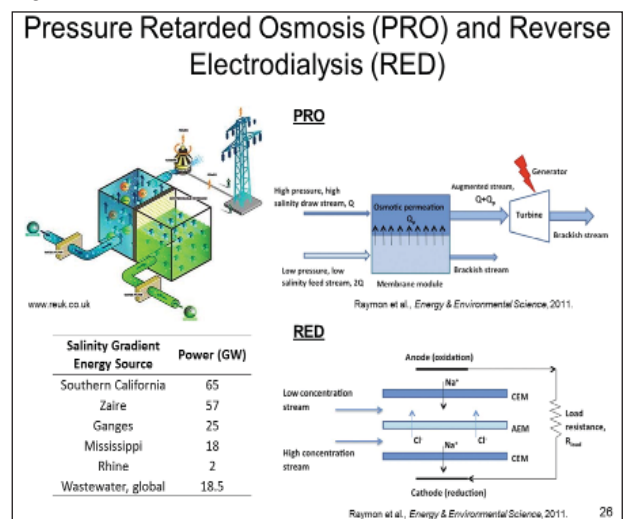 Pressure Retarded Osmosis (PRO) and Reverse
Electrodialysis (RED)
www.reuk.co.uk
PRO
Generator
Augmented stream,
Q+Qp
High pressure, high
salinity draw stream, Q
Osmotic permeation
Qp
Turbine
Brackish stream
Low pressure, low
salinity feed stream, 2Q
Membrane module
Brackish stream
Raymon et al., Energy & Environmental Science, 2011.
Salinity Gradient
Energy Source
Power (GW)
Southern California 65
Zaire 57
Ganges 25
Mississippi 18
Rhine 2
Wastewater, global 18.5
RED
Anode (oxidation)
Na⁺
CEM
Low concentration
stream
AEM
Cl⁻ Cl⁻
High concentration
stream
Na⁺
CEM
Load
resistance,
Rload
Cathode (reduction)
Raymon et al., Energy & Environmental Science, 2011.
26